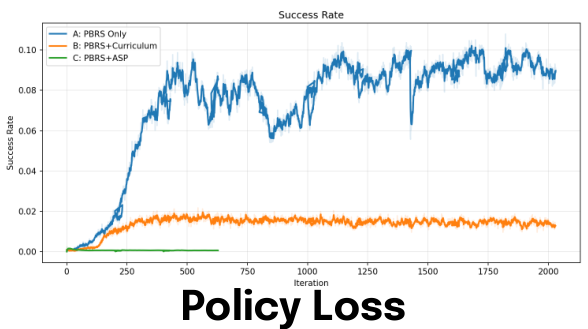 Success Rate
A: PBRS Only
B: PBRS+Curriculum
C: PBRS+ASP
0.10
0.08
0.06
0.04
0.02
0.00
Success Rate
0 250 500 750 1000 1250 1500 1750 2000
Iteration
Policy Loss